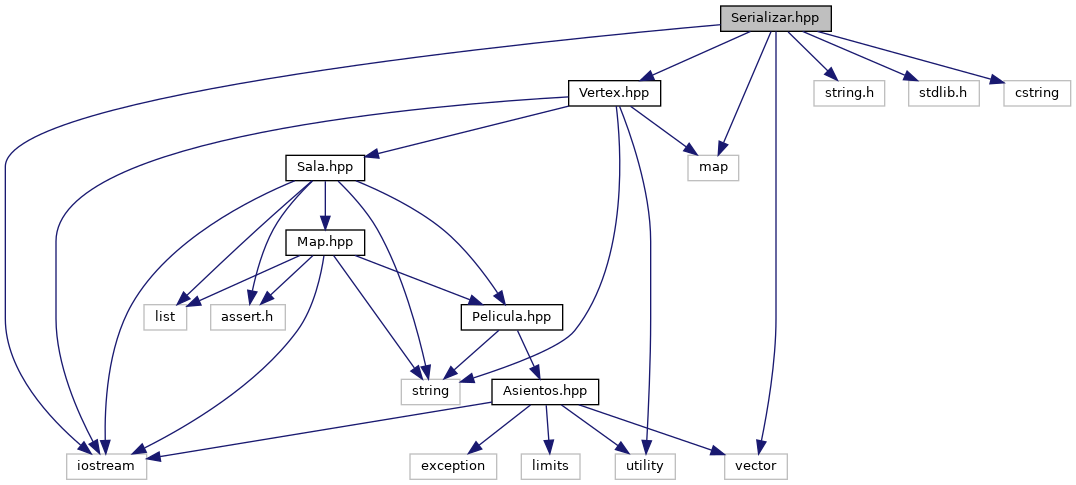 Serializar.hpp
Vertex.hpp
string.h
stdlib.h
cstring
Sala.hpp
map
Map.hpp
list
assert.h
Pelicula.hpp
string
Asientos.hpp
iostream
exception
limits
utility
vector